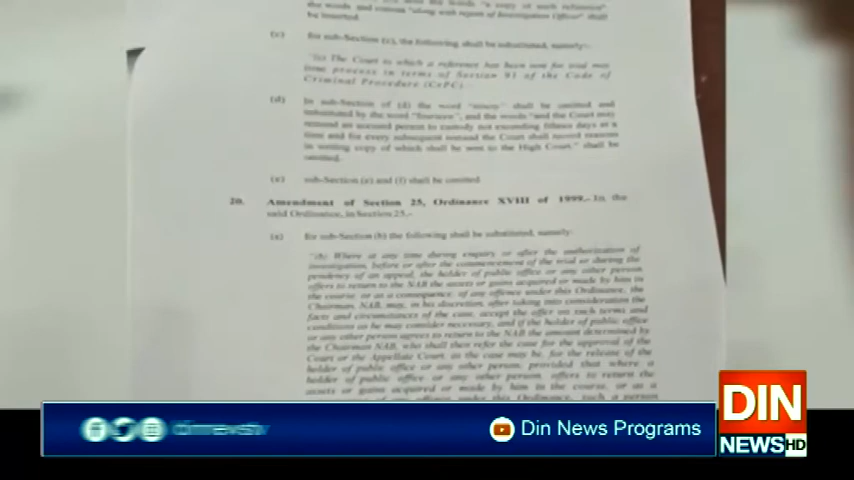 the words and comma "along with report of Investigation Officer" shall
be inserted.
(c) for sub-Section (c), the following shall be substituted, namely:-
"(c) The Court to which a reference has been sent for trial may
issue process in terms of Section 91 of the Code of
Criminal Procedure (CrPC).
(d) In sub-Section of (d) the word "ninety" shall be omitted and
substituted by the word "fourteen", and the words "and the Court may
remand an accused person to custody not exceeding fifteen days at a
time and for every subsequent remand the Court shall record reasons
in writing copy of which shall be sent to the High Court." shall be
omitted.
(e) sub-Section (e) and (f) shall be omitted.
20. Amendment of Section 25, Ordinance XVIII of 1999.- In the
said Ordinance, in Section 25,-
(a) for sub-Section (b) the following shall be substituted, namely:
"(b) Where at any time during enquiry or after the authorization of
investigation, before or after the commencement of the trial or during the
pendency of an appeal, the holder of public office or any other person
offers to return to the NAB the assets or gains acquired or made by him in
the course, or as a consequence, of any offence under this Ordinance, the
Chairman, NAB, may, in his discretion, after taking into consideration the
facts and circumstances of the case, accept the offer on such terms and
conditions as he may consider necessary, and if the holder of public office
or any other person agrees to return to the NAB the amount determined by
the Chairman NAB, who shall then refer the case for the approval of the
Court or the Appellate Court, as the case may be, for the release of the
holder of public office or any other person, provided that where a
holder of public office or any other person, offers to return the
assets or gains acquired or made by him in the course, or as a
of any offence under this Ordinance, such a person
dinnewstv
Din News Programs
DIN
NEWS HD